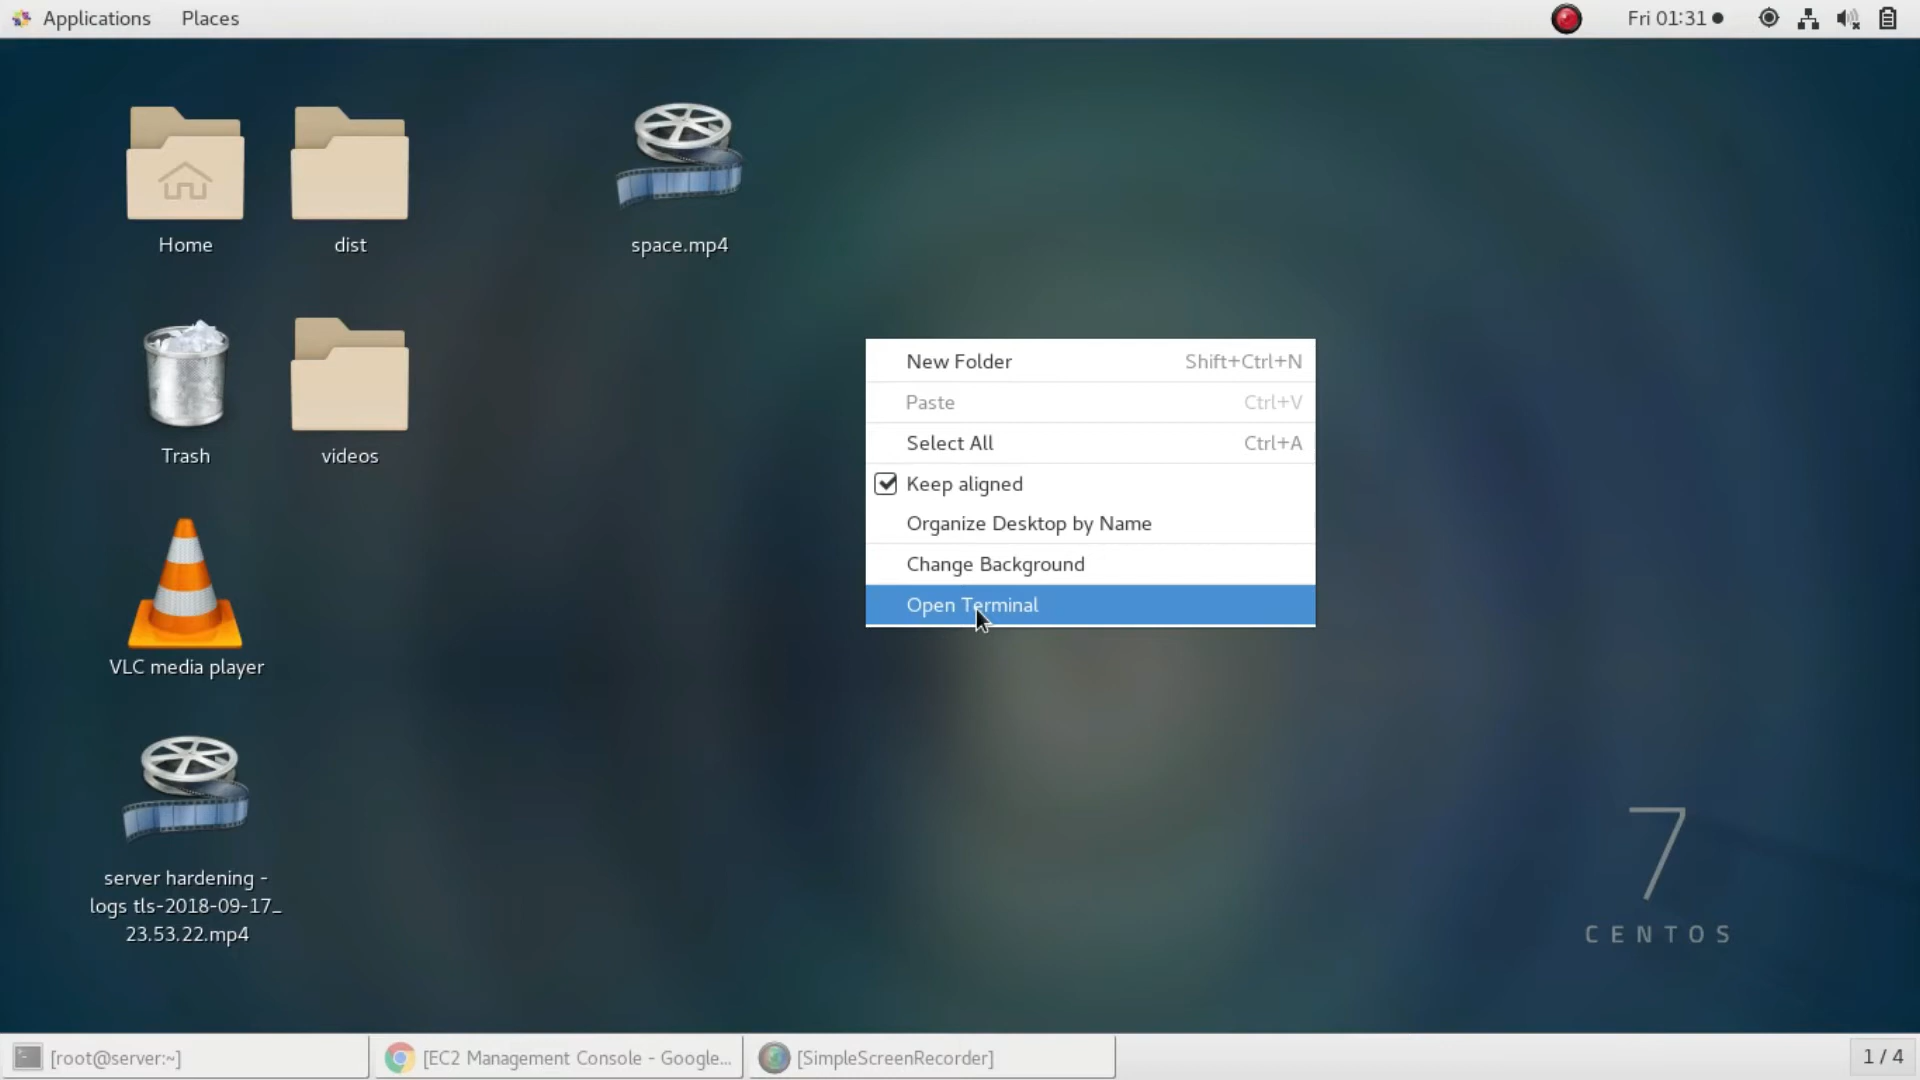 Applications Places Fri 01:31
Home dist space.mp4
New Folder Shift+Ctrl+N
Paste Ctrl+V
Select All Ctrl+A
Trash videos
Keep aligned
Organize Desktop by Name
Change Background
Open Terminal
VLC media player
server hardening -
logs tls-2018-09-17_
23.53.22.mp4
7
CENTOS
[root@server:~] [EC2 Management Console - Google... [SimpleScreenRecorder] 1 / 4